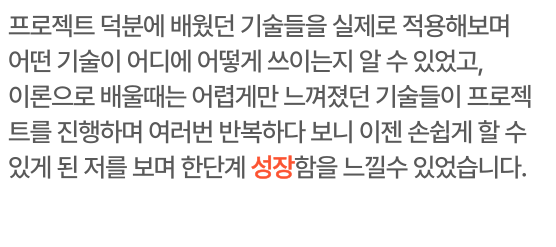 프로젝트 덕분에 배웠던 기술들을 실제로 적용해보며
어떤 기술이 어디에 어떻게 쓰이는지 알 수 있었고,
이론으로 배울때는 어렵게만 느껴졌던 기술들이 프로젝
트를 진행하며 여러번 반복하다 보니 이젠 손쉽게 할 수
있게 된 저를 보며 한단계 성장함을 느낄수 있었습니다.